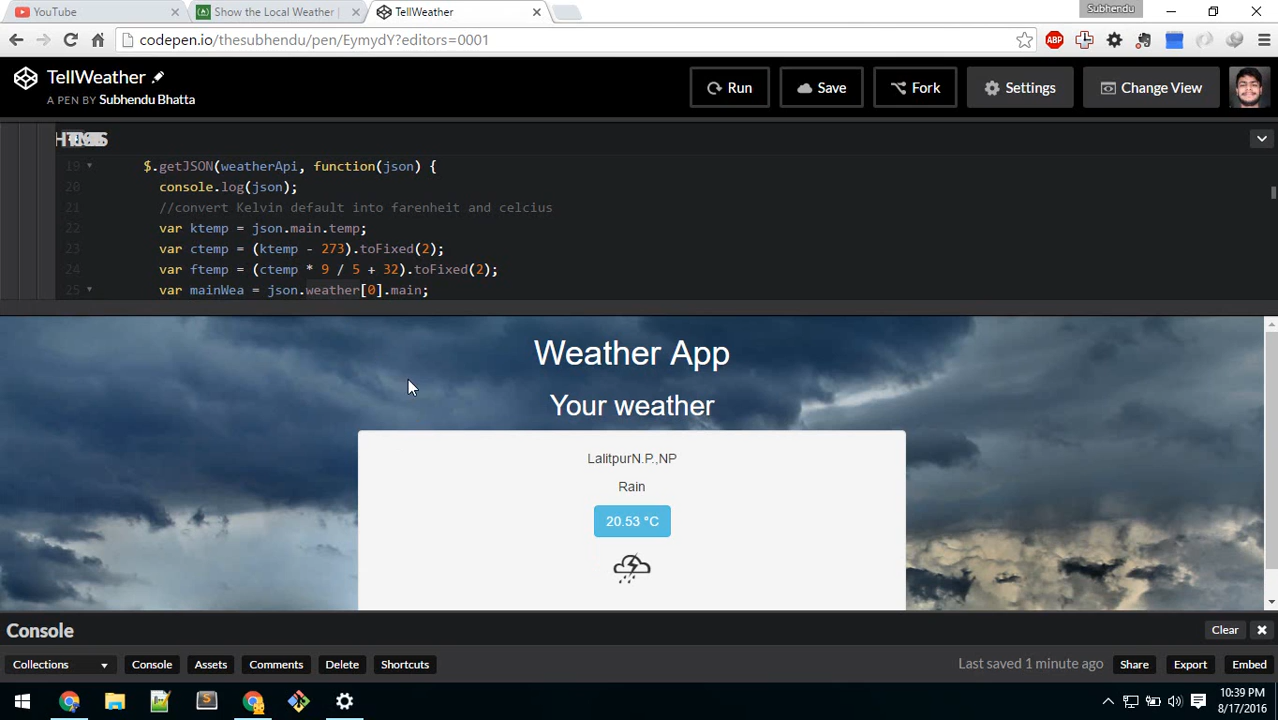 YouTube
Show the Local Weather |
TellWeather
Subhendu
codepen.io/thesubhendu/pen/EymydY?editors=0001
ABP
TellWeather
A PEN BY Subhendu Bhatta
Run
Save
Fork
Settings
Change View
19 $.getJSON(weatherApi, function(json) {
20 console.log(json);
21 //convert Kelvin default into farenheit and celcius
22 var ktemp = json.main.temp;
23 var ctemp = (ktemp - 273).toFixed(2);
24 var ftemp = (ctemp * 9 / 5 + 32).toFixed(2);
25 var mainWea = json.weather[0].main;
Weather App
Your weather
LalitpurN.P.,NP
Rain
20.53 °C
Console
Clear
Collections
Console
Assets
Comments
Delete
Shortcuts
Last saved 1 minute ago
Share
Export
Embed
10:39 PM
8/17/2016